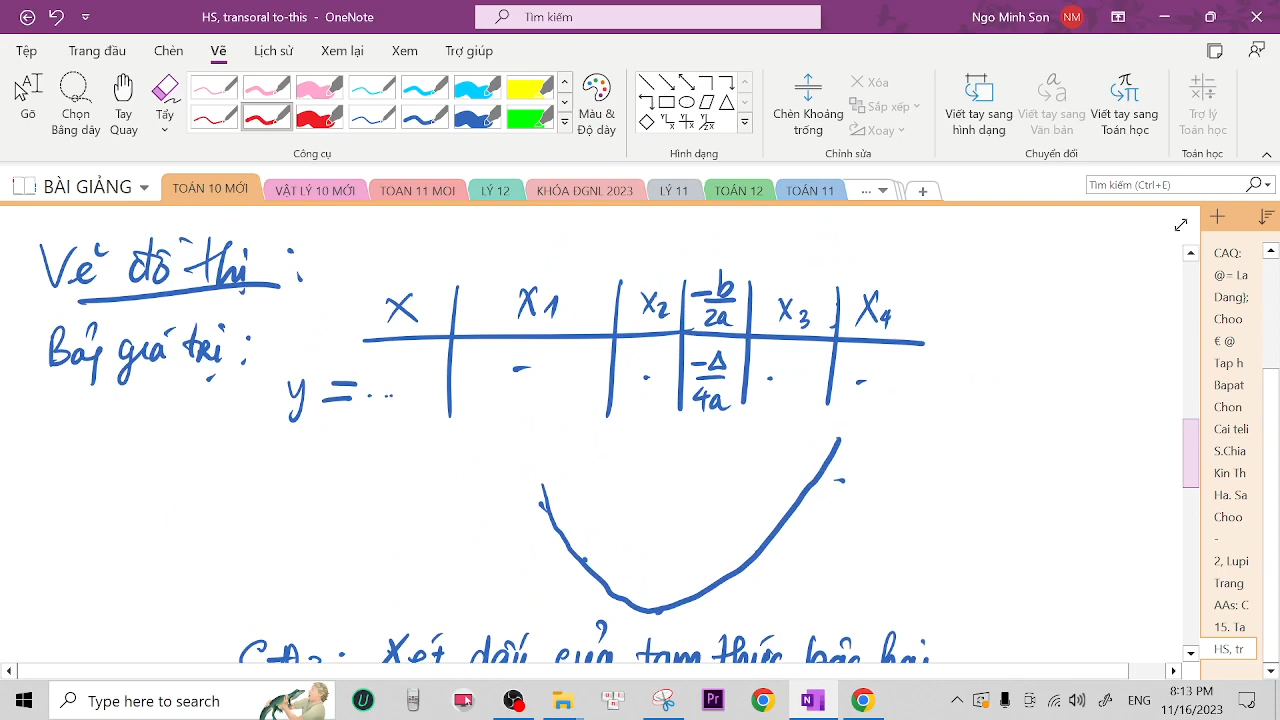 HS, transoral to-this - OneNote
Tìm kiếm
Ngo Minh Son
NM
Tệp
Trang đầu
Chèn
Vẽ
Lịch sử
Xem lại
Xem
Trợ giúp
Gõ
Chọn Bằng dây
Tay Quay
Màu & Độ dày
Chèn Khoảng trống
Xóa
Sắp xếp
Xoay
Viết tay sang hình dạng
Viết tay sang Văn bản
Viết tay sang Toán học
Trợ lý Toán học
Công cụ
Hình dạng
Chỉnh sửa
Chuyển đổi
Toán học
BÀI GIẢNG
TOÁN 10 MỚI
VẬT LÝ 10 MỚI
TOAN 11 MOI
LÝ 12
KHÓA DGNL 2023
LÝ 11
TOÁN 12
TOÁN 11
...
Tìm kiếm (Ctrl+E)
Vẽ đồ thị :
x x1 x2 -b/2a x3 x4
Bảng giá trị :
y = ... -Δ/4a
Xét dấu của tam thức bậc hai
CAQ:
@= La
Dang);
Choo
€ @
Tap h
Bapat
Chon
Cai teli
S.Chia
Kin Th
Ha. Sa
Choo
-
2, Lupi
Trang
AAs: C
15. Ta
HS, tr
Type here to search
ENG
8:13 PM
11/16/2023